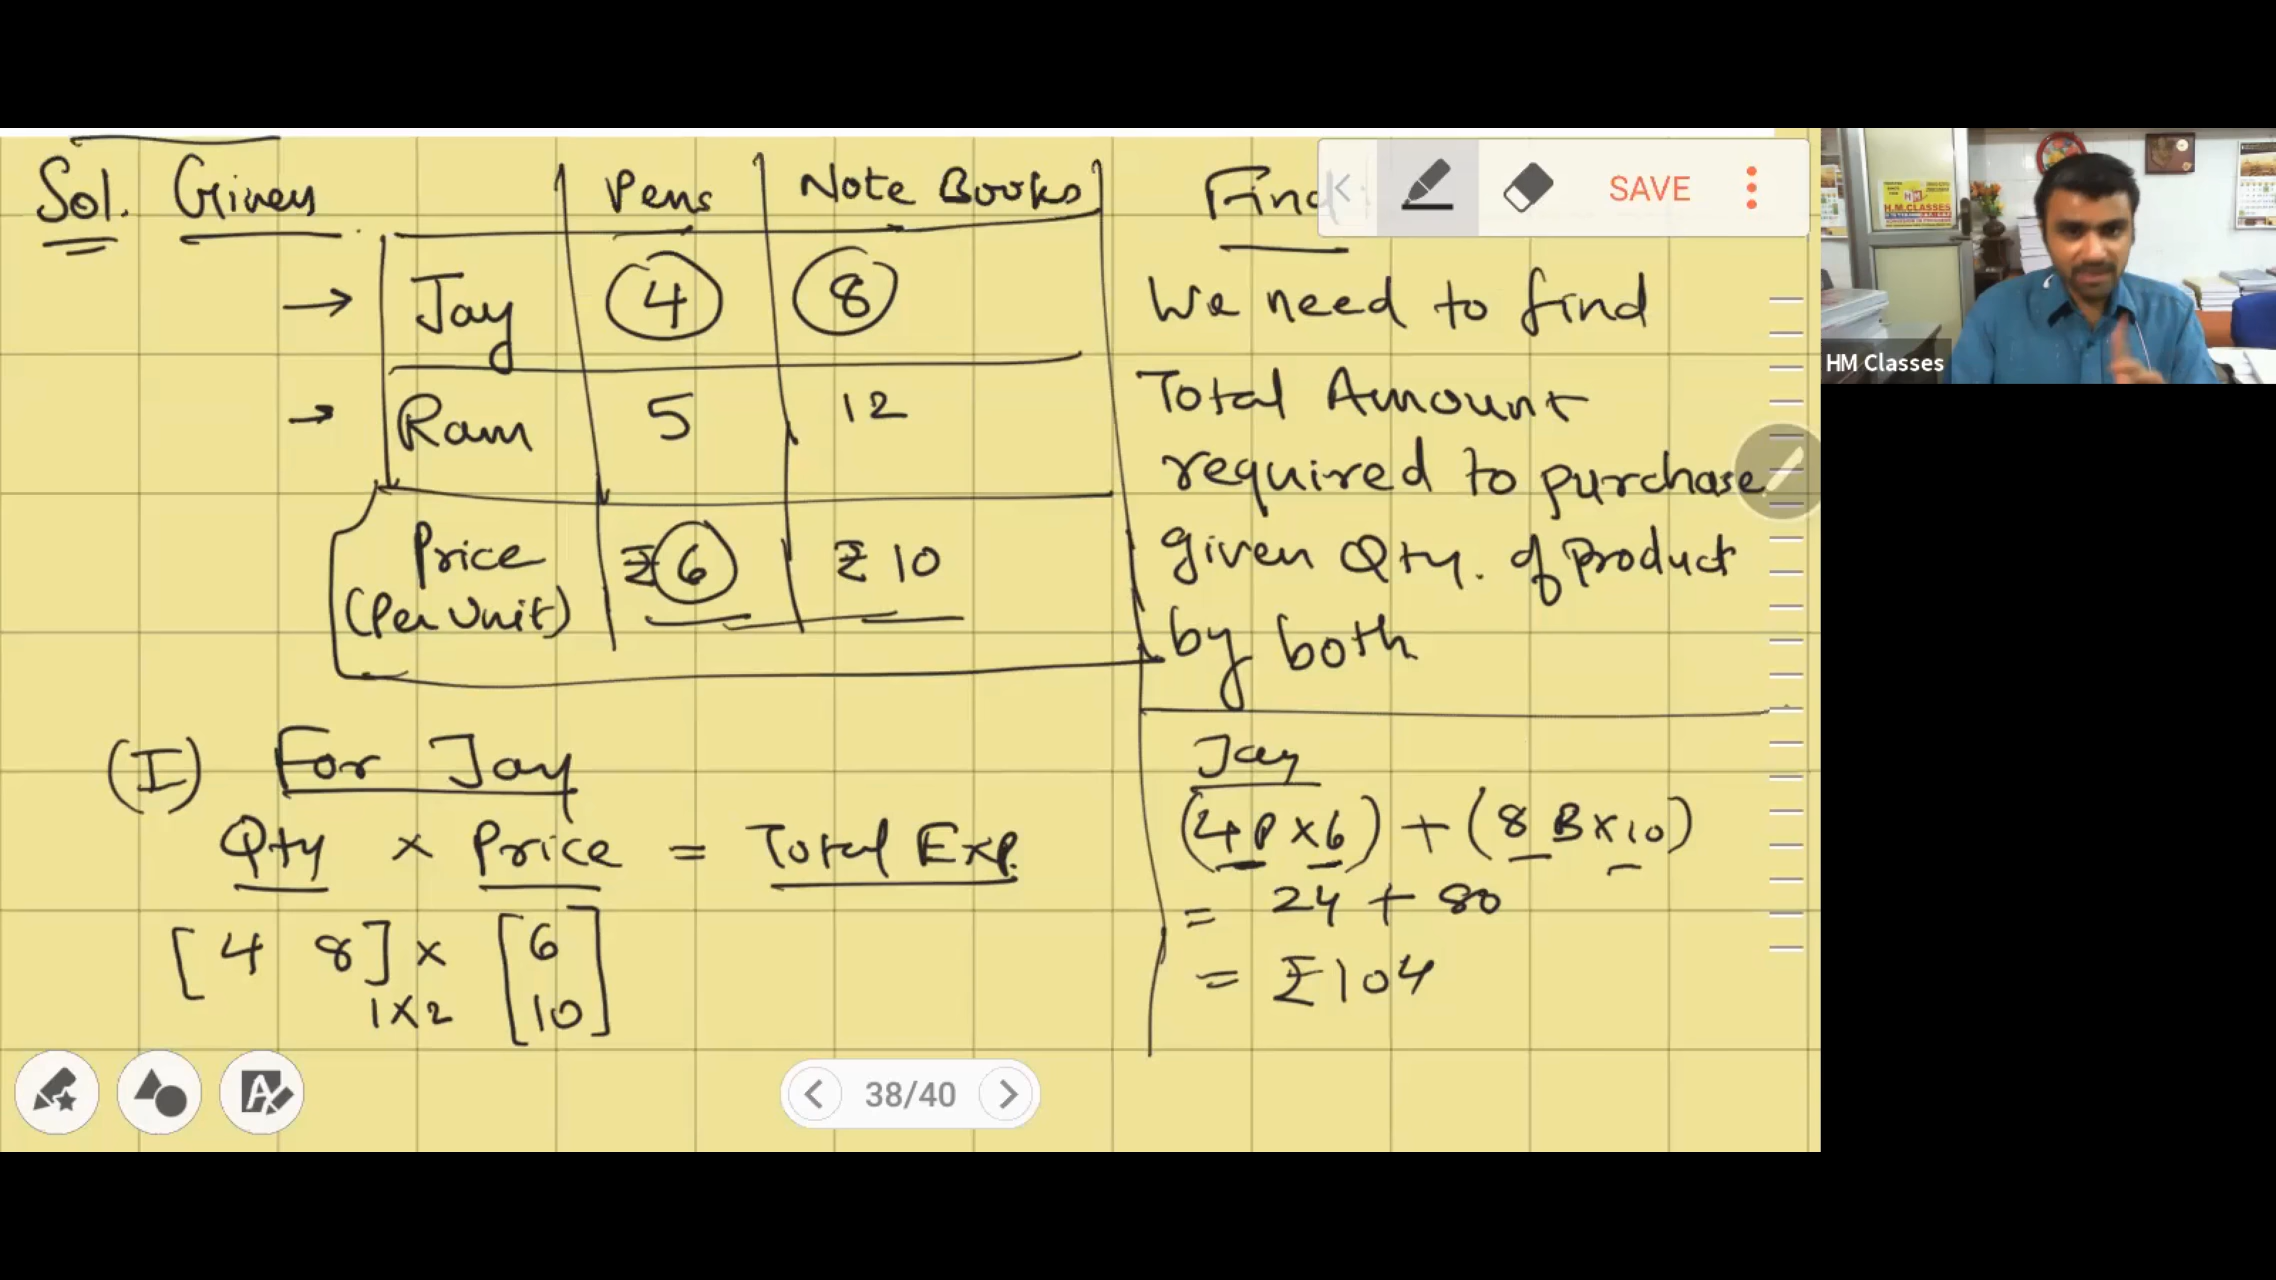 Sol. Given
Pens Note Books
→ Jay 4 8
→ Ram 5 12
Price ₹6 ₹10
(Per Unit)
Find
We need to find
Total Amount
required to purchase
given Qty. of Product
by both
(I) For Jay
Qty × Price = Total Exp.
[4 8] × [6
1×2 10]
Jay
(4P×6) + (8B×10)
= 24 + 80
= ₹104
SAVE
38/40
H.M.CLASSES
HM Classes